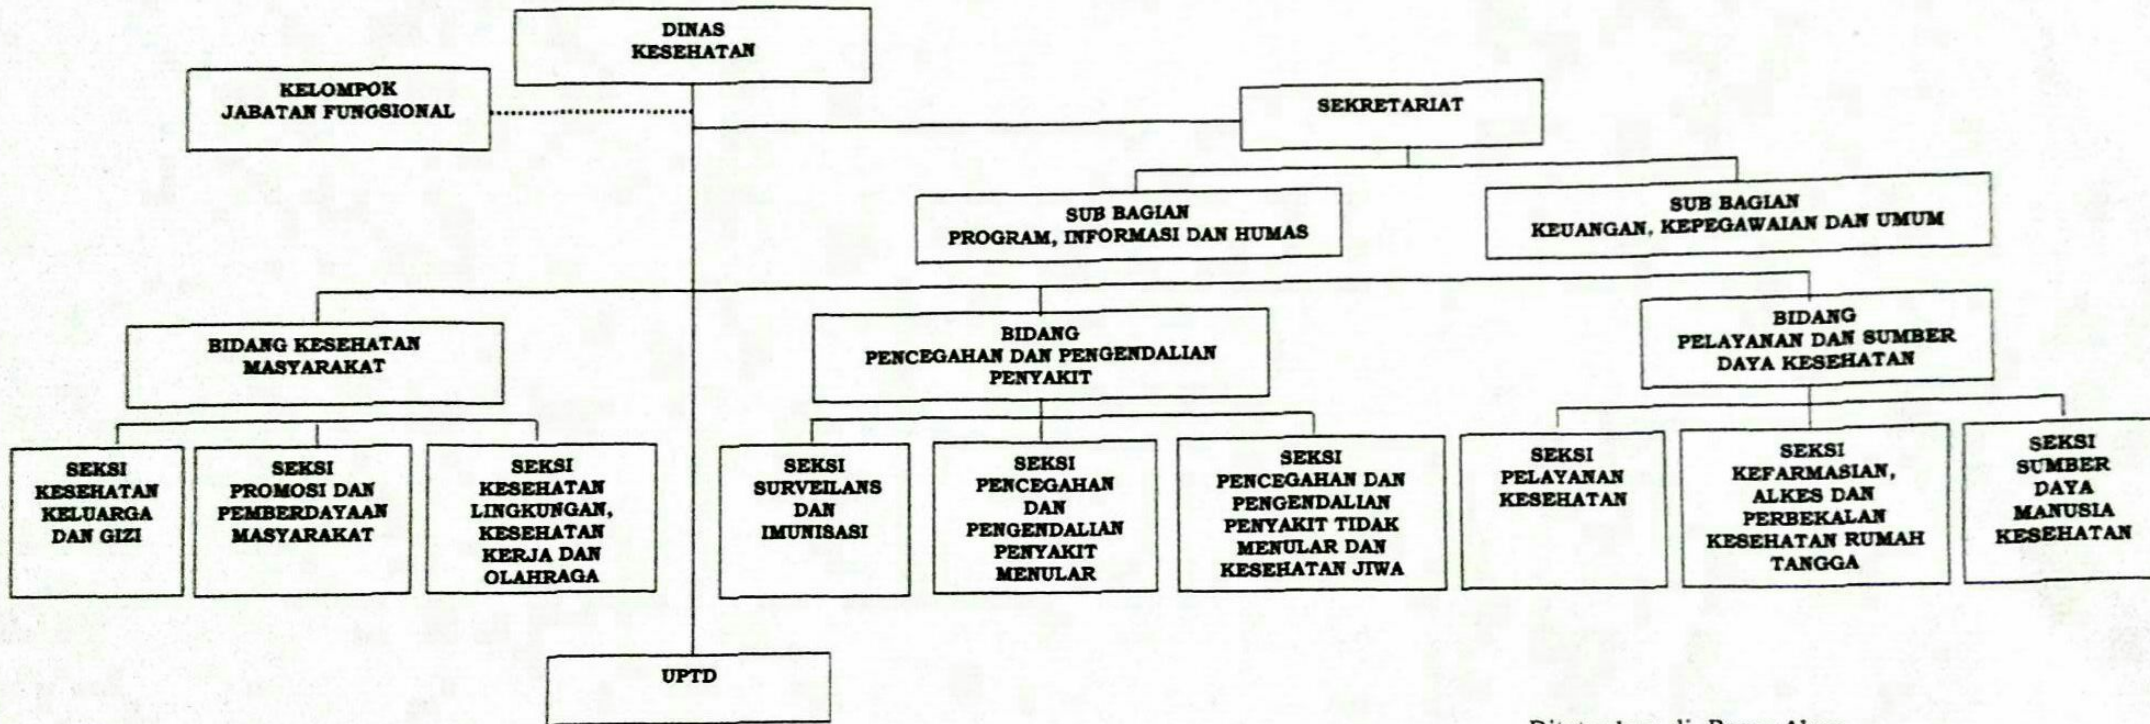 DINAS
KESEHATAN
KELOMPOK
JABATAN FUNGSIONAL
SEKRETARIAT
SUB BAGIAN
PROGRAM, INFORMASI DAN HUMAS
SUB BAGIAN
KEUANGAN, KEPEGAWAIAN DAN UMUM
BIDANG KESEHATAN
MASYARAKAT
BIDANG
PENCEGAHAN DAN PENGENDALIAN
PENYAKIT
BIDANG
PELAYANAN DAN SUMBER
DAYA KESEHATAN
SEKSI
KESEHATAN
KELUARGA
DAN GIZI
SEKSI
PROMOSI DAN
PEMBERDAYAAN
MASYARAKAT
SEKSI
KESEHATAN
LINGKUNGAN,
KESEHATAN
KERJA DAN
OLAHRAGA
SEKSI
SURVEILANS
DAN
IMUNISASI
SEKSI
PENCEGAHAN
DAN
PENGENDALIAN
PENYAKIT
MENULAR
SEKSI
PENCEGAHAN DAN
PENGENDALIAN
PENYAKIT TIDAK
MENULAR DAN
KESEHATAN JIWA
SEKSI
PELAYANAN
KESEHATAN
SEKSI
KEFARMASIAN,
ALKES DAN
PERBEKALAN
KESEHATAN RUMAH
TANGGA
SEKSI
SUMBER
DAYA
MANUSIA
KESEHATAN
UPTD